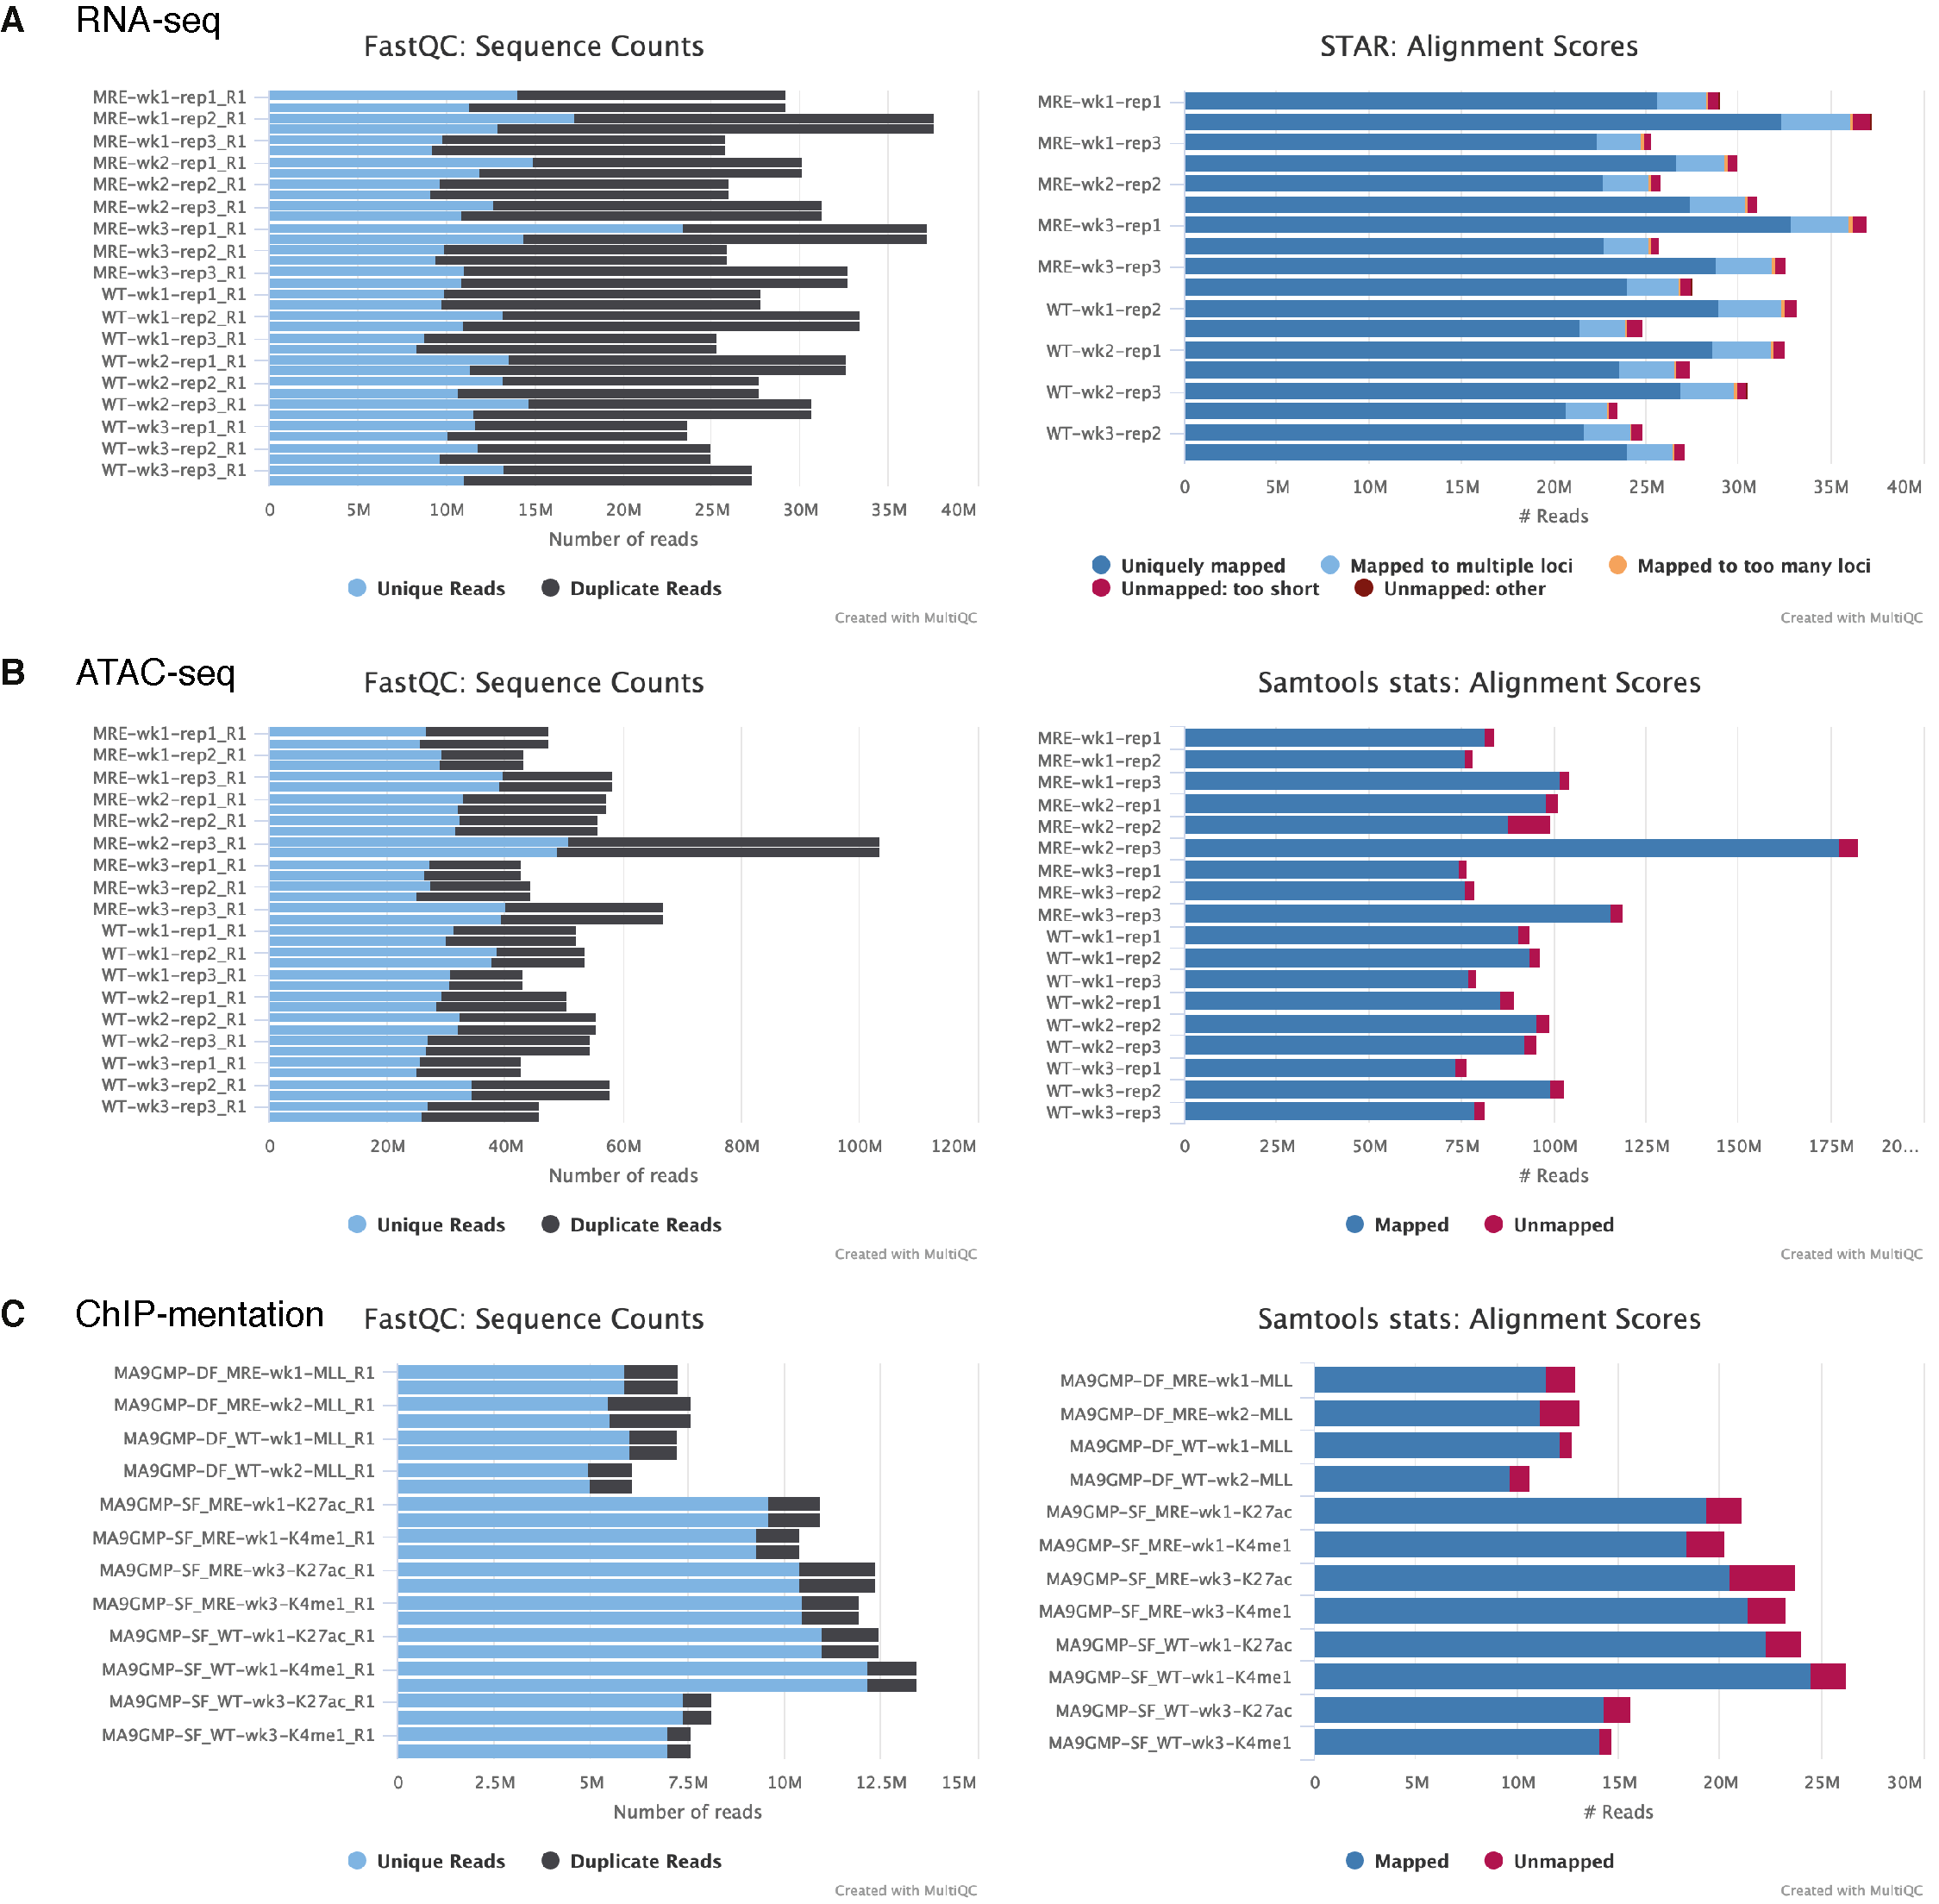 A RNA-seq
FastQC: Sequence Counts
MRE-wk1-rep1_R1
MRE-wk1-rep2_R1
MRE-wk1-rep3_R1
MRE-wk2-rep1_R1
MRE-wk2-rep2_R1
MRE-wk2-rep3_R1
MRE-wk3-rep1_R1
MRE-wk3-rep2_R1
MRE-wk3-rep3_R1
WT-wk1-rep1_R1
WT-wk1-rep2_R1
WT-wk1-rep3_R1
WT-wk2-rep1_R1
WT-wk2-rep2_R1
WT-wk2-rep3_R1
WT-wk3-rep1_R1
WT-wk3-rep2_R1
WT-wk3-rep3_R1
0 5M 10M 15M 20M 25M 30M 35M 40M
Number of reads
Unique Reads Duplicate Reads
Created with MultiQC
STAR: Alignment Scores
MRE-wk1-rep1
MRE-wk1-rep3
MRE-wk2-rep2
MRE-wk3-rep1
MRE-wk3-rep3
WT-wk1-rep2
WT-wk2-rep1
WT-wk2-rep3
WT-wk3-rep2
0 5M 10M 15M 20M 25M 30M 35M 40M
# Reads
Uniquely mapped Mapped to multiple loci Mapped to too many loci
Unmapped: too short Unmapped: other
Created with MultiQC
B ATAC-seq
FastQC: Sequence Counts
MRE-wk1-rep1_R1
MRE-wk1-rep2_R1
MRE-wk1-rep3_R1
MRE-wk2-rep1_R1
MRE-wk2-rep2_R1
MRE-wk2-rep3_R1
MRE-wk3-rep1_R1
MRE-wk3-rep2_R1
MRE-wk3-rep3_R1
WT-wk1-rep1_R1
WT-wk1-rep2_R1
WT-wk1-rep3_R1
WT-wk2-rep1_R1
WT-wk2-rep2_R1
WT-wk2-rep3_R1
WT-wk3-rep1_R1
WT-wk3-rep2_R1
WT-wk3-rep3_R1
0 20M 40M 60M 80M 100M 120M
Number of reads
Unique Reads Duplicate Reads
Created with MultiQC
Samtools stats: Alignment Scores
MRE-wk1-rep1
MRE-wk1-rep2
MRE-wk1-rep3
MRE-wk2-rep1
MRE-wk2-rep2
MRE-wk2-rep3
MRE-wk3-rep1
MRE-wk3-rep2
MRE-wk3-rep3
WT-wk1-rep1
WT-wk1-rep2
WT-wk1-rep3
WT-wk2-rep1
WT-wk2-rep2
WT-wk2-rep3
WT-wk3-rep1
WT-wk3-rep2
WT-wk3-rep3
0 25M 50M 75M 100M 125M 150M 175M 20...
# Reads
Mapped Unmapped
Created with MultiQC
C ChIP-mentation
FastQC: Sequence Counts
MA9GMP-DF_MRE-wk1-MLL_R1
MA9GMP-DF_MRE-wk2-MLL_R1
MA9GMP-DF_WT-wk1-MLL_R1
MA9GMP-DF_WT-wk2-MLL_R1
MA9GMP-SF_MRE-wk1-K27ac_R1
MA9GMP-SF_MRE-wk1-K4me1_R1
MA9GMP-SF_MRE-wk3-K27ac_R1
MA9GMP-SF_MRE-wk3-K4me1_R1
MA9GMP-SF_WT-wk1-K27ac_R1
MA9GMP-SF_WT-wk1-K4me1_R1
MA9GMP-SF_WT-wk3-K27ac_R1
MA9GMP-SF_WT-wk3-K4me1_R1
0 2.5M 5M 7.5M 10M 12.5M 15M
Number of reads
Unique Reads Duplicate Reads
Created with MultiQC
Samtools stats: Alignment Scores
MA9GMP-DF_MRE-wk1-MLL
MA9GMP-DF_MRE-wk2-MLL
MA9GMP-DF_WT-wk1-MLL
MA9GMP-DF_WT-wk2-MLL
MA9GMP-SF_MRE-wk1-K27ac
MA9GMP-SF_MRE-wk1-K4me1
MA9GMP-SF_MRE-wk3-K27ac
MA9GMP-SF_MRE-wk3-K4me1
MA9GMP-SF_WT-wk1-K27ac
MA9GMP-SF_WT-wk1-K4me1
MA9GMP-SF_WT-wk3-K27ac
MA9GMP-SF_WT-wk3-K4me1
0 5M 10M 15M 20M 25M 30M
# Reads
Mapped Unmapped
Created with MultiQC